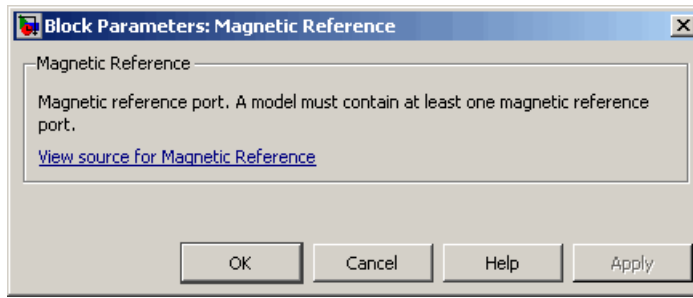 Block Parameters: Magnetic Reference
Magnetic Reference
Magnetic reference port. A model must contain at least one magnetic reference
port.
View source for Magnetic Reference
OK Cancel Help Apply